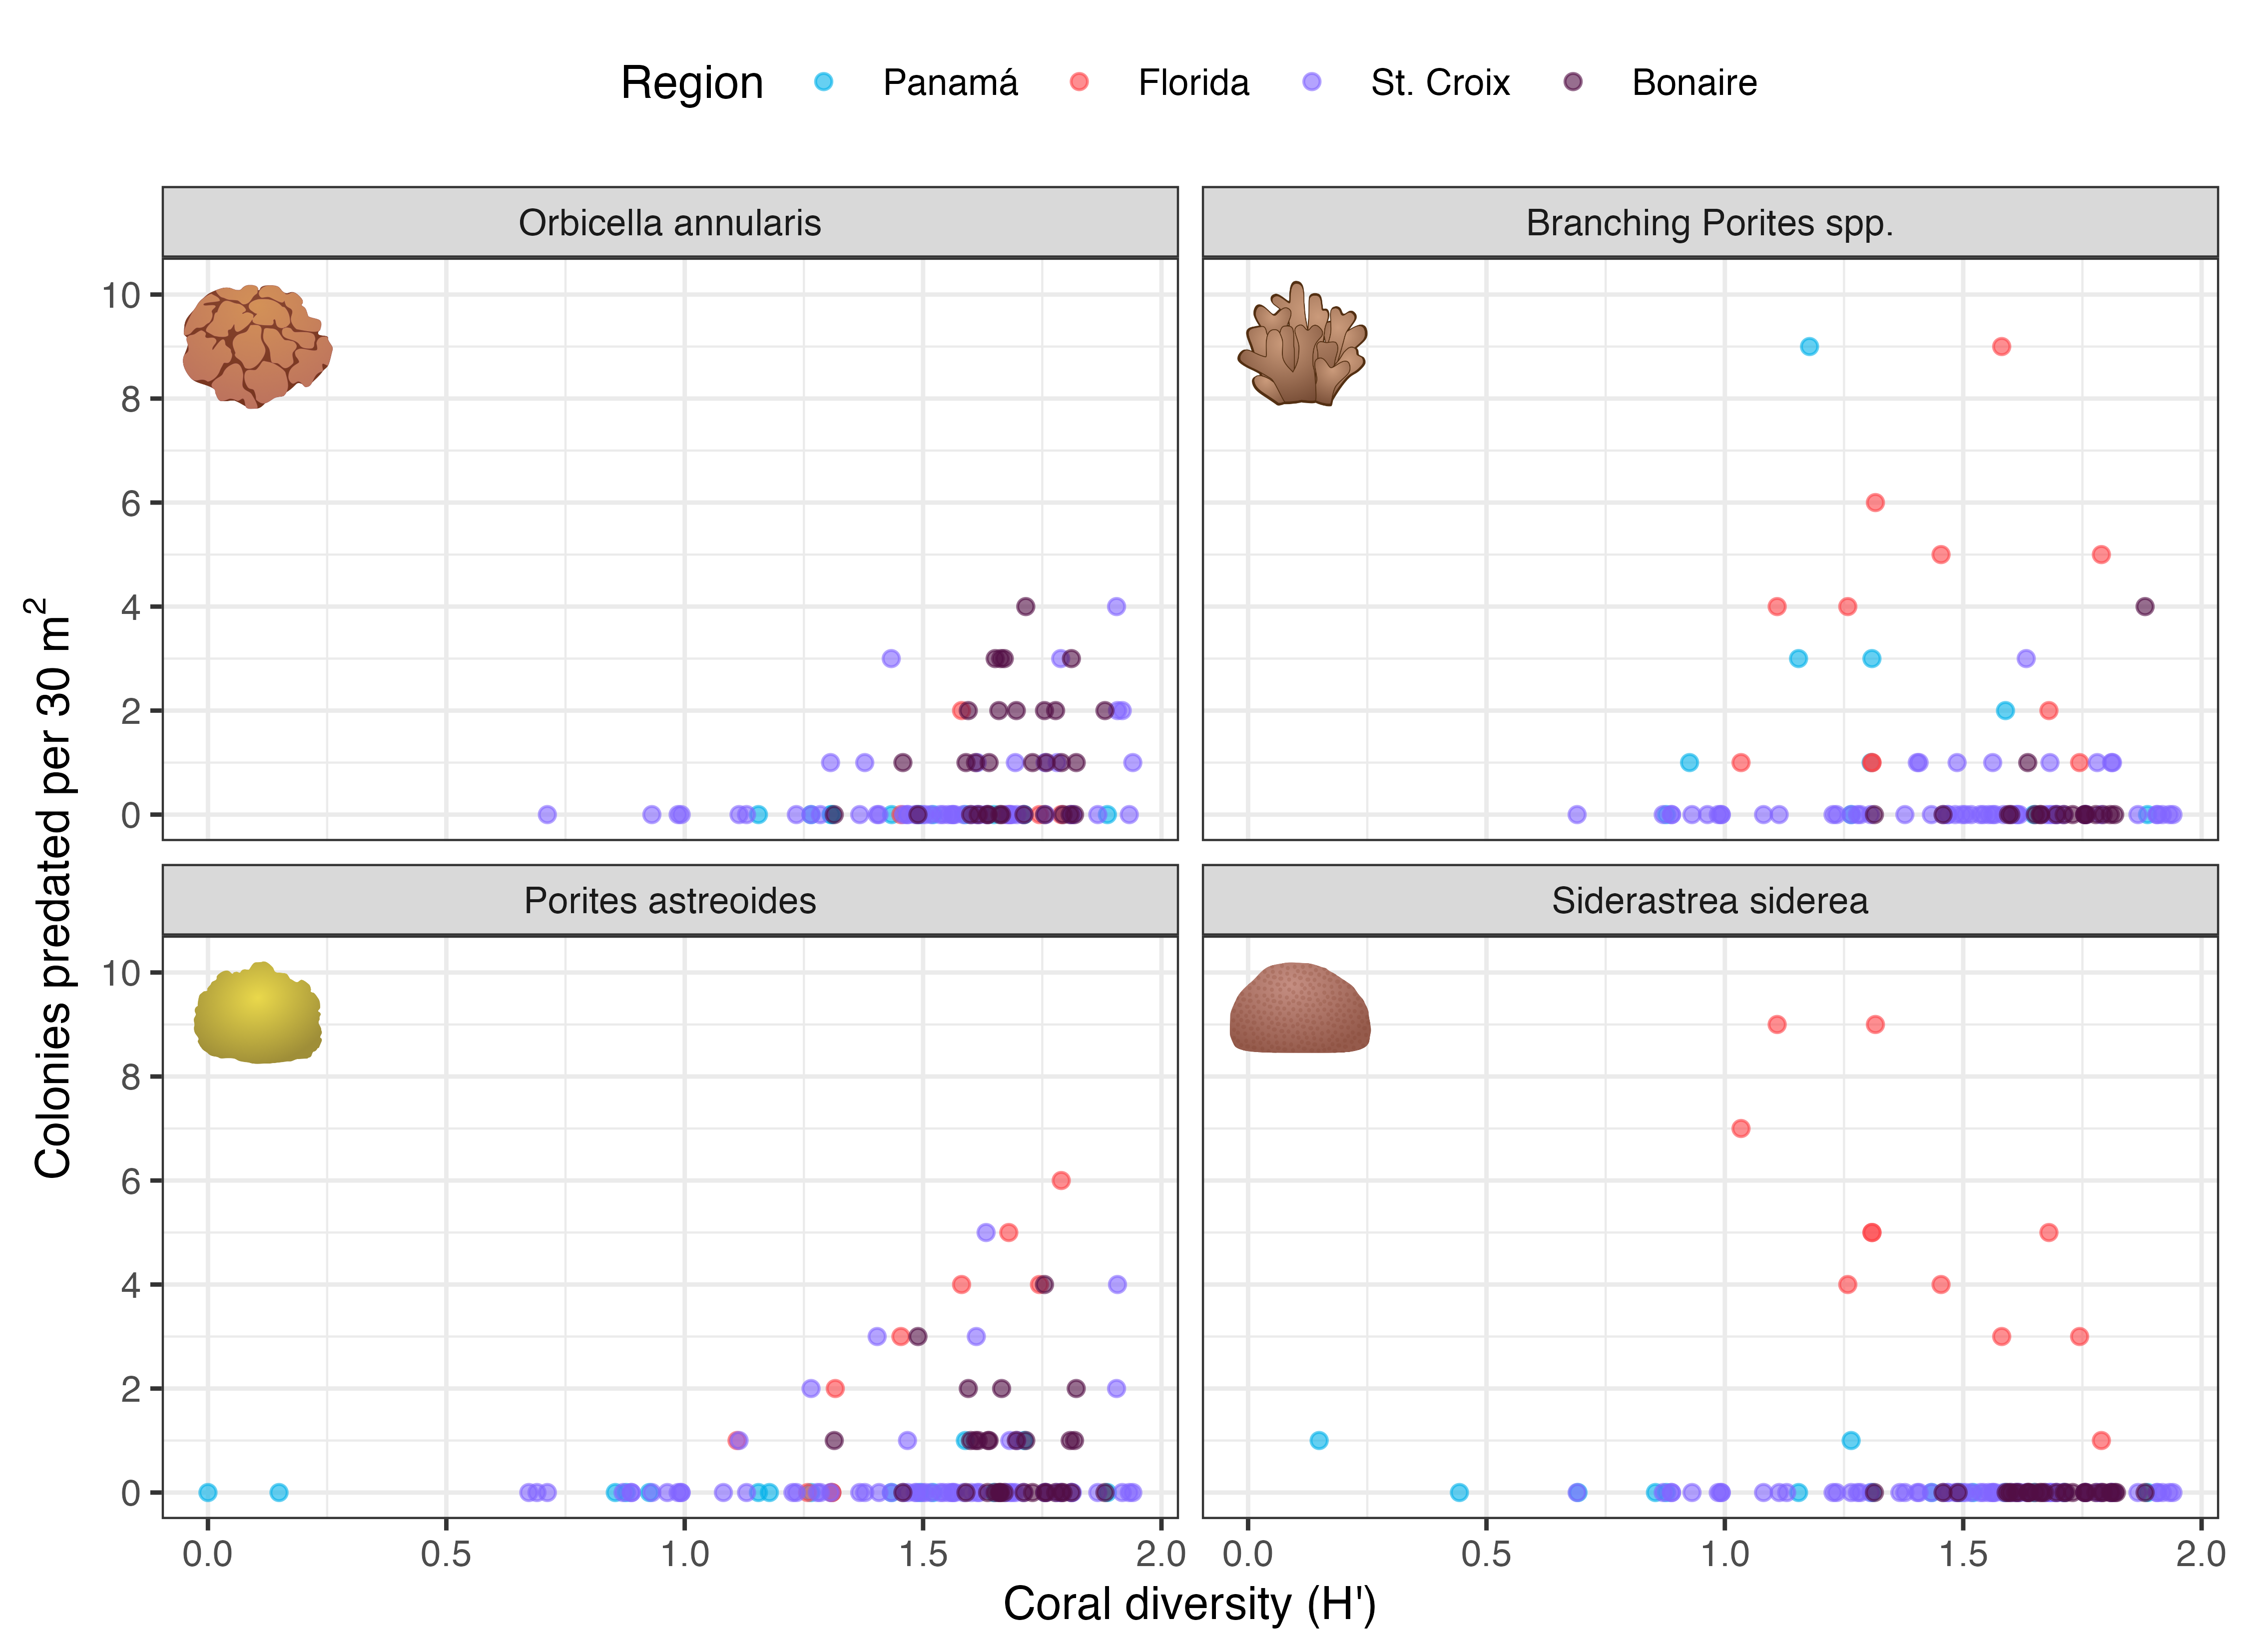 Region Panamá Florida St. Croix Bonaire
Orbicella annularis
Branching Porites spp.
10
8
6
4
2
0
Porites astreoides
Siderastrea siderea
10
8
6
4
2
0
0.0 0.5 1.0 1.5 2.0
0.0 0.5 1.0 1.5 2.0
Coral diversity (H')
Colonies predated per 30 m²